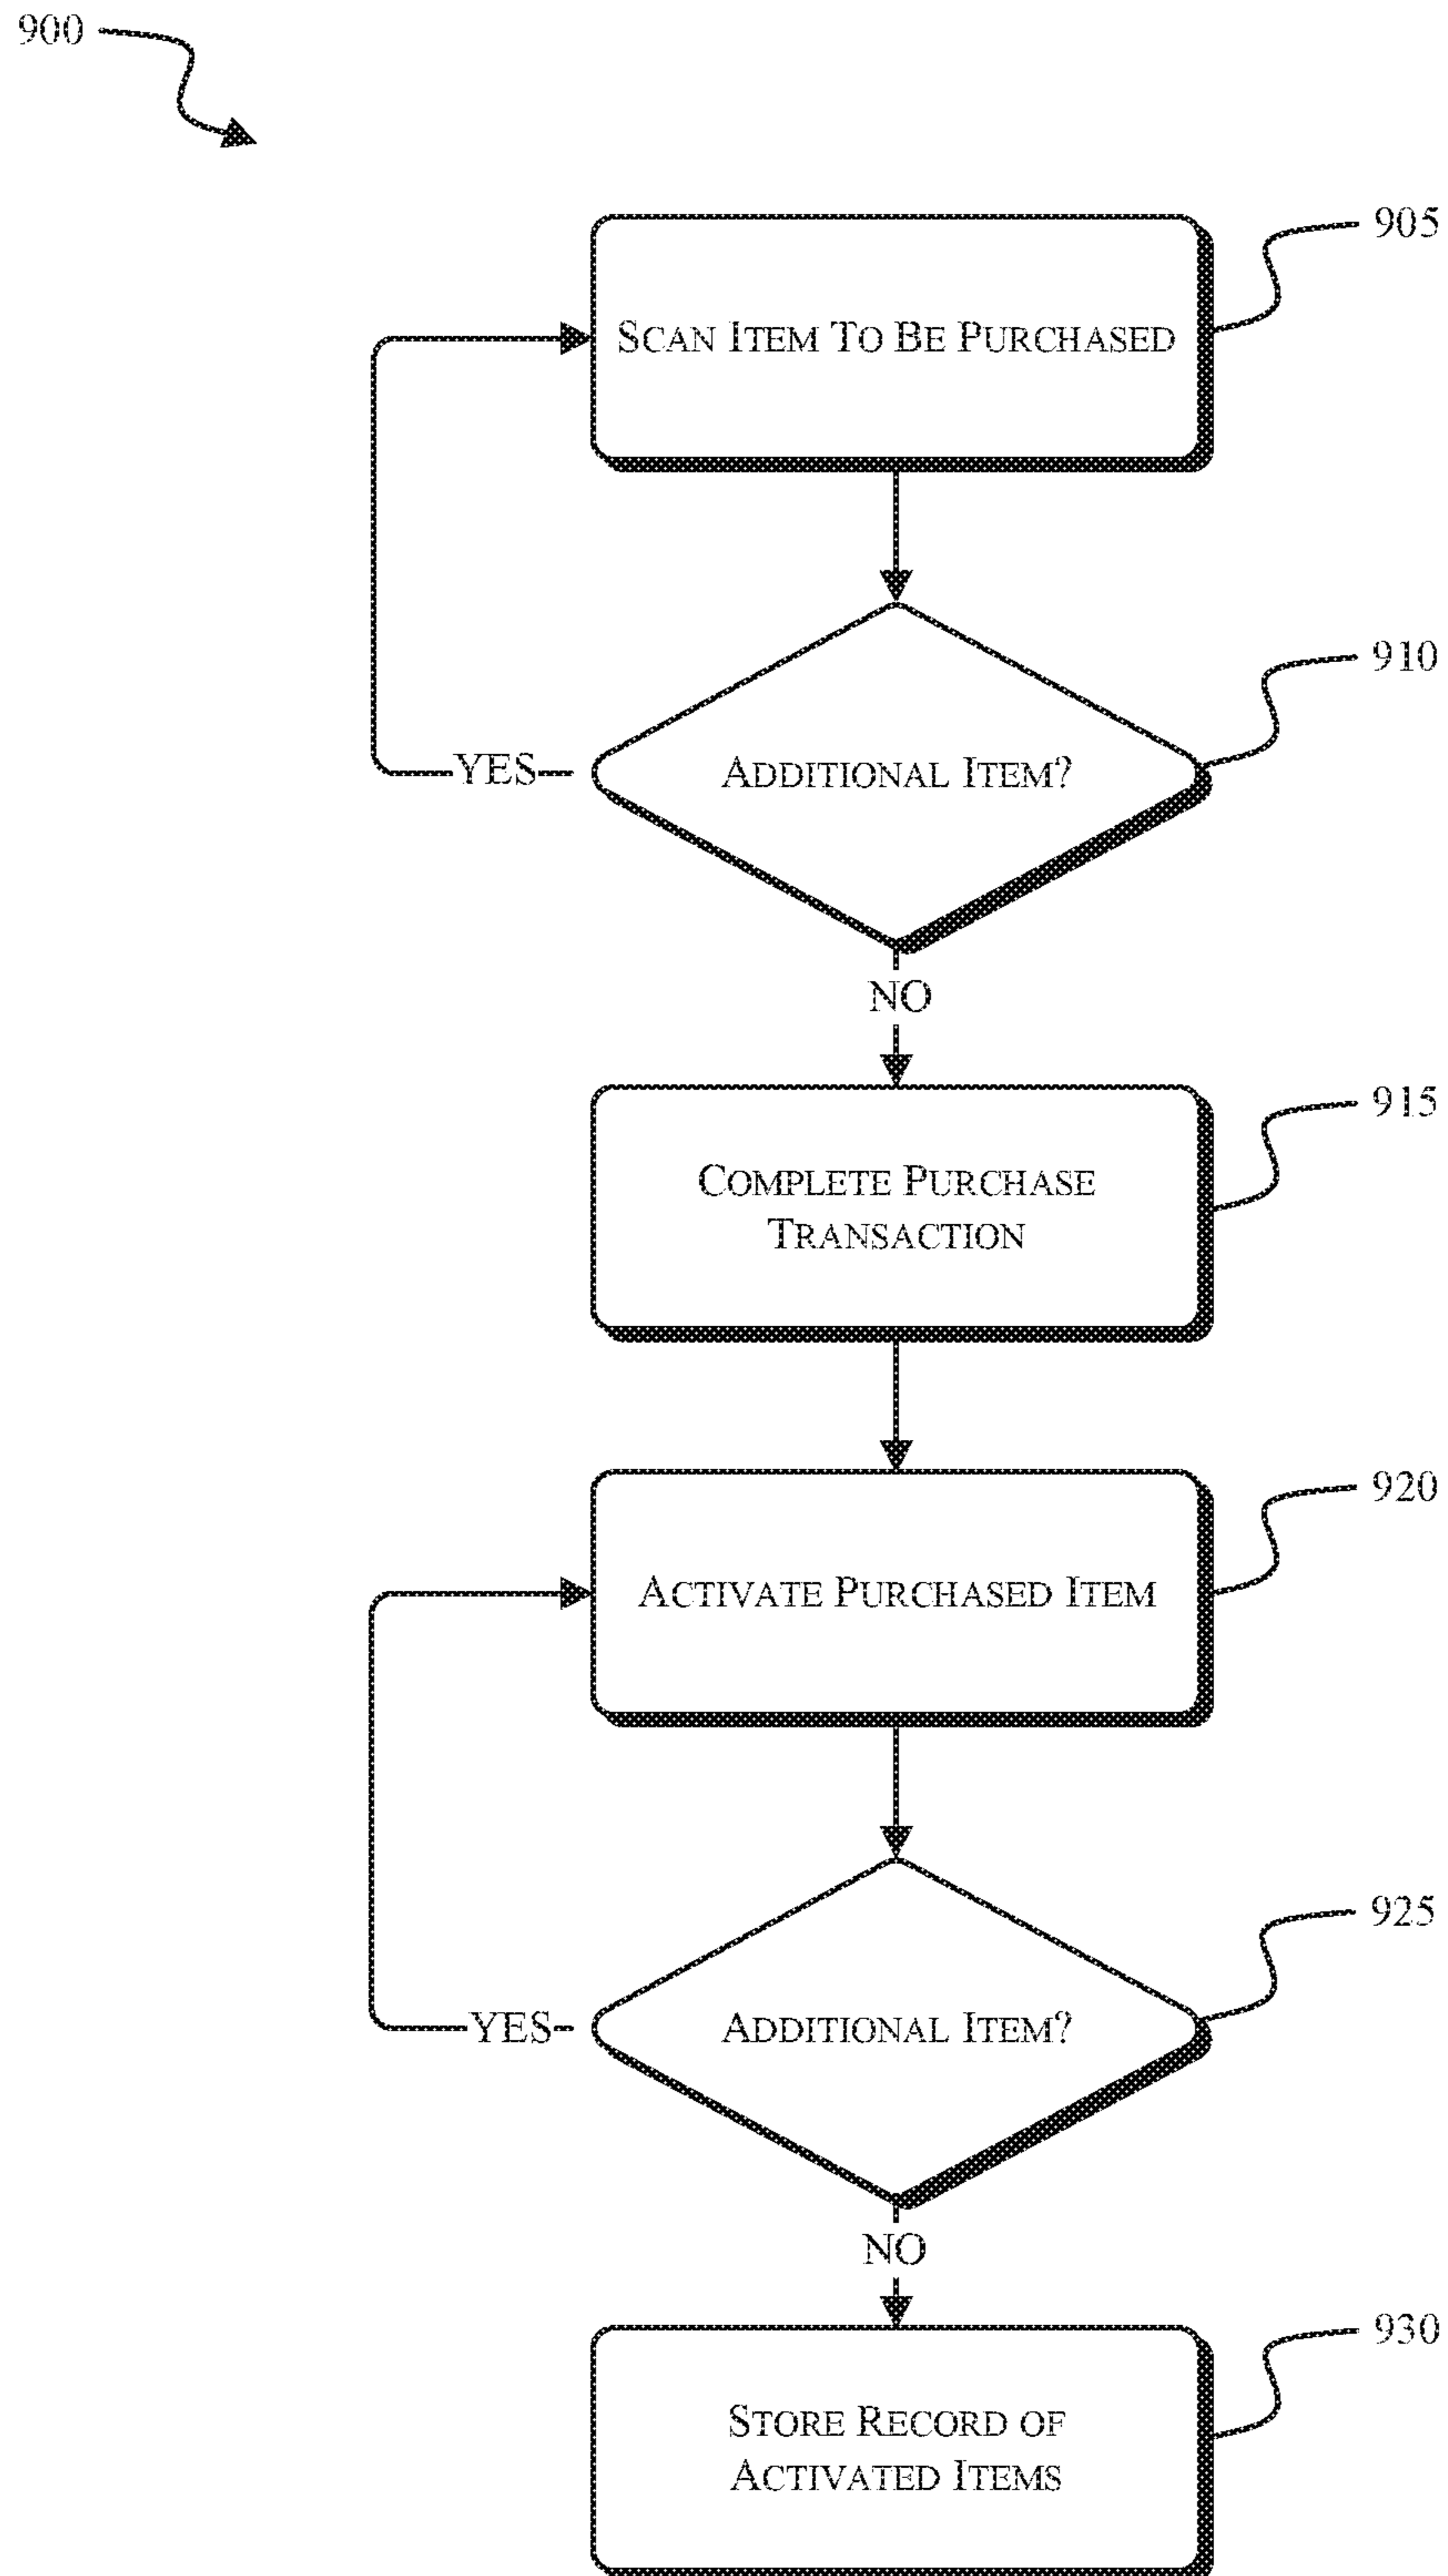 900
905
SCAN ITEM TO BE PURCHASED
910
ADDITIONAL ITEM?
YES
NO
915
COMPLETE PURCHASE
TRANSACTION
920
ACTIVATE PURCHASED ITEM
925
ADDITIONAL ITEM?
YES
NO
930
STORE RECORD OF
ACTIVATED ITEMS